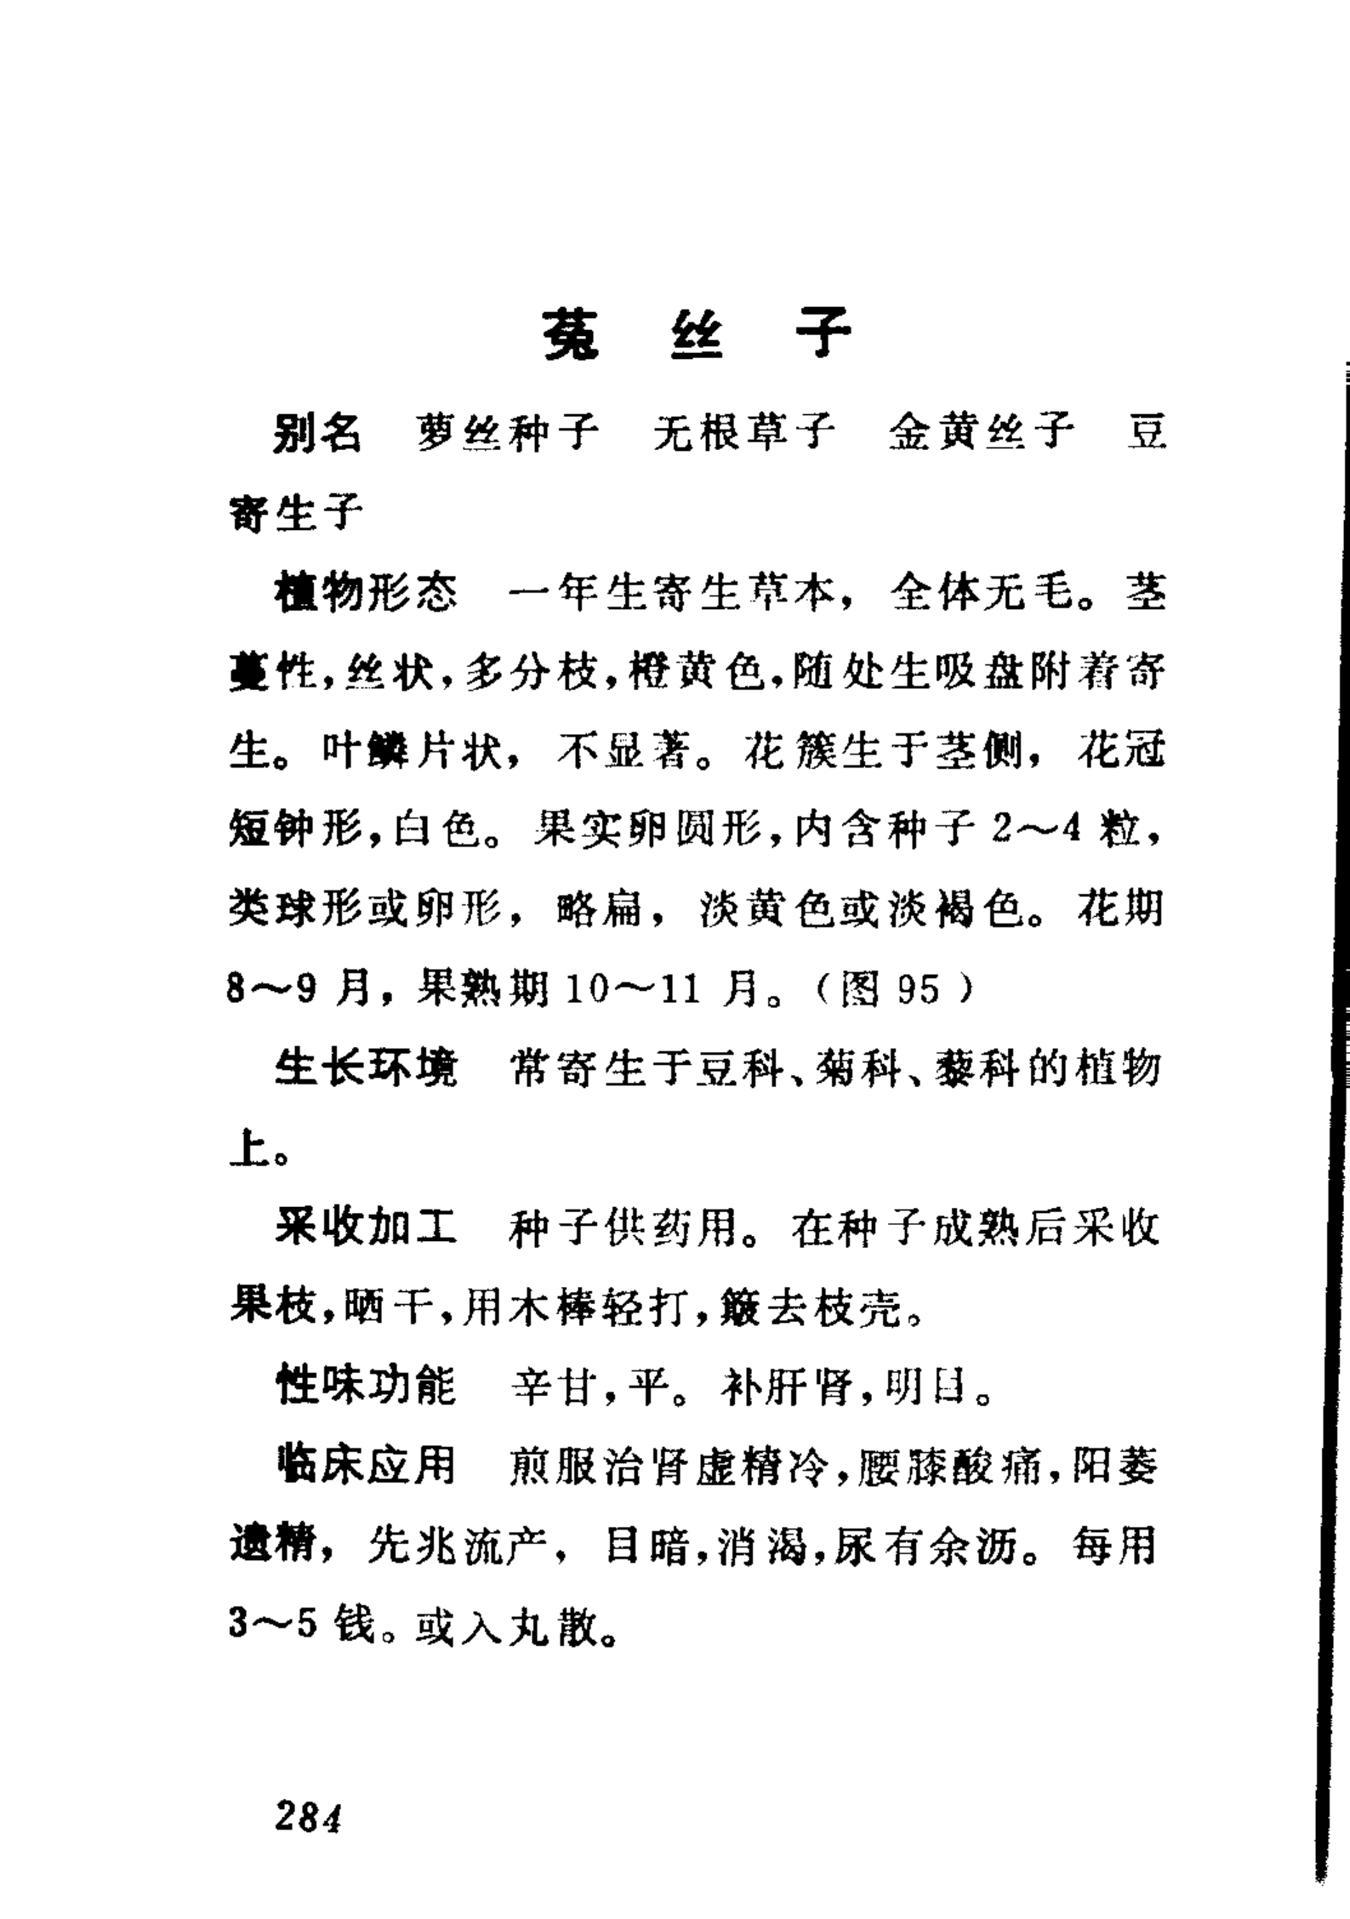 菟丝子
别名 萝丝种子 无根草子 金黄丝子 豆
寄生子
植物形态 一年生寄生草本，全体无毛。茎
蔓性，丝状，多分枝，橙黄色，随处生吸盘附着寄
生。叶鳞片状，不显著。花簇生于茎侧，花冠
短钟形，白色。果实卵圆形，内含种子2～4粒，
类球形或卵形，略扁，淡黄色或淡褐色。花期
8～9月，果熟期10～11月。（图95）
生长环境 常寄生于豆科、菊科、藜科的植物
上。
采收加工 种子供药用。在种子成熟后采收
果枝，晒干，用木棒轻打，簸去枝壳。
性味功能 辛甘，平。补肝肾，明目。
临床应用 煎服治肾虚精冷，腰膝酸痛，阳萎
遗精，先兆流产，目暗，消渴，尿有余沥。每用
3～5钱。或入丸散。
284